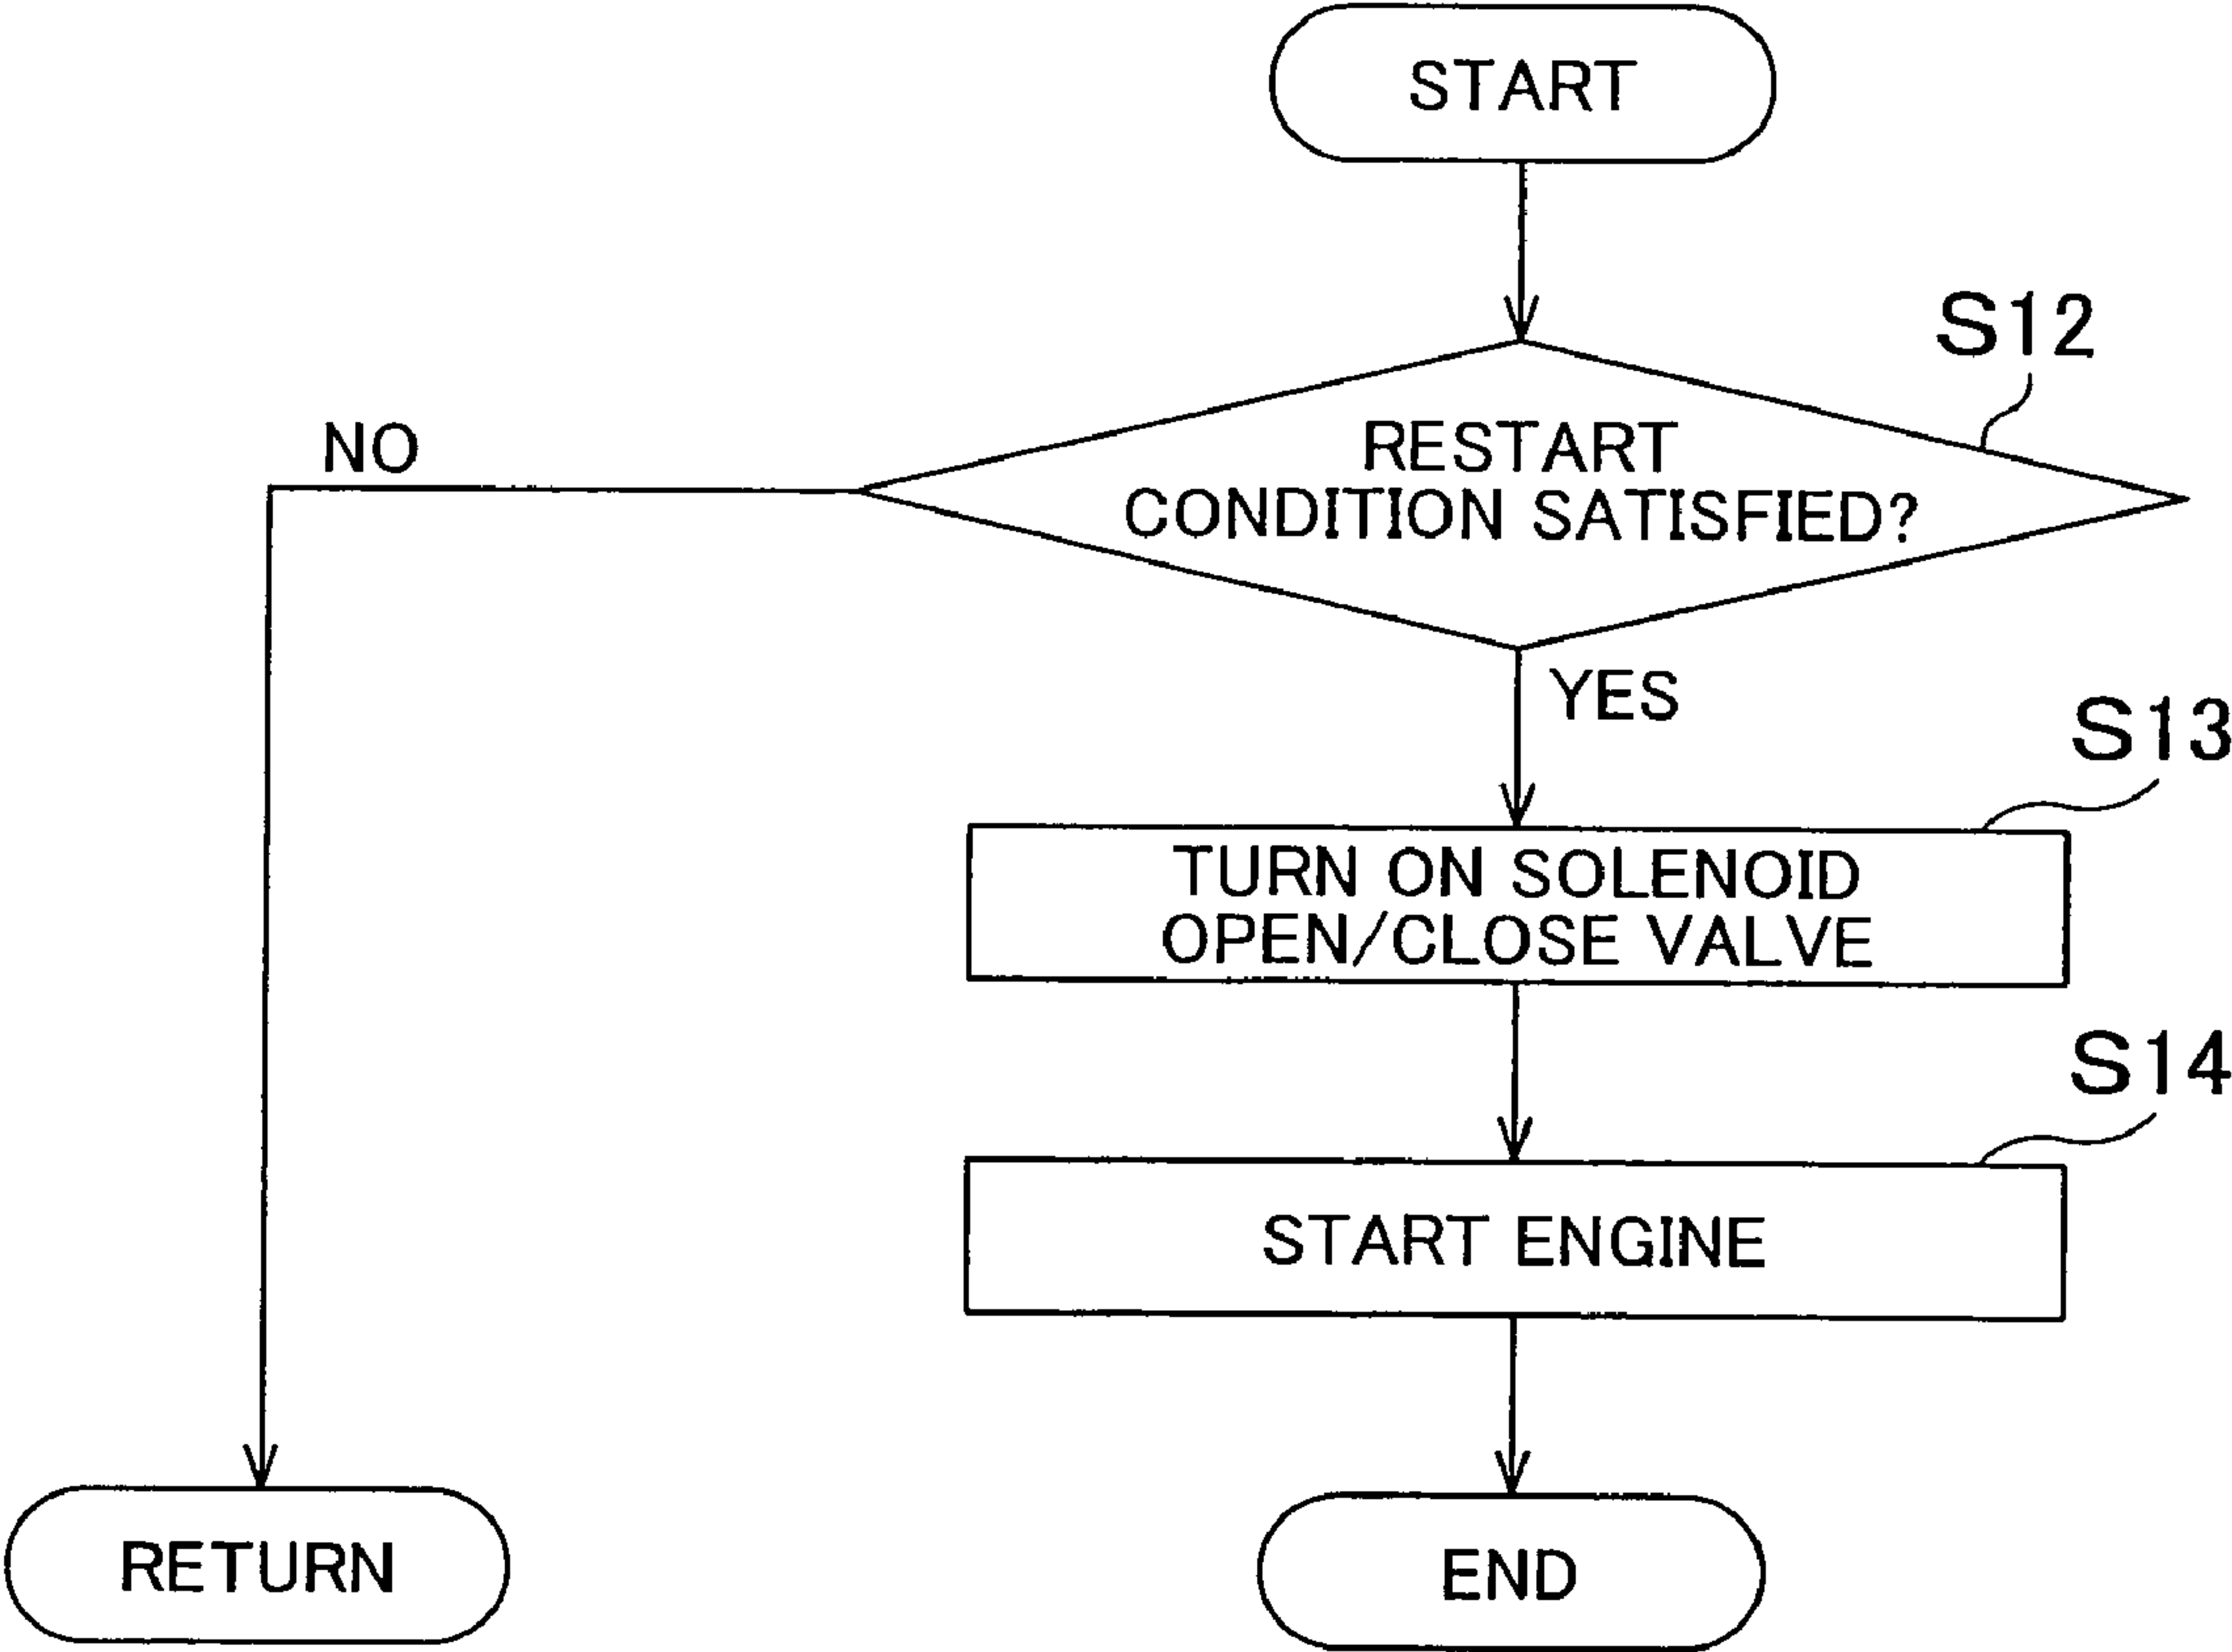 START
S12
NO
RESTART
CONDITION SATISFIED?
YES
S13
TURN ON SOLENOID
OPEN/CLOSE VALVE
S14
START ENGINE
RETURN
END